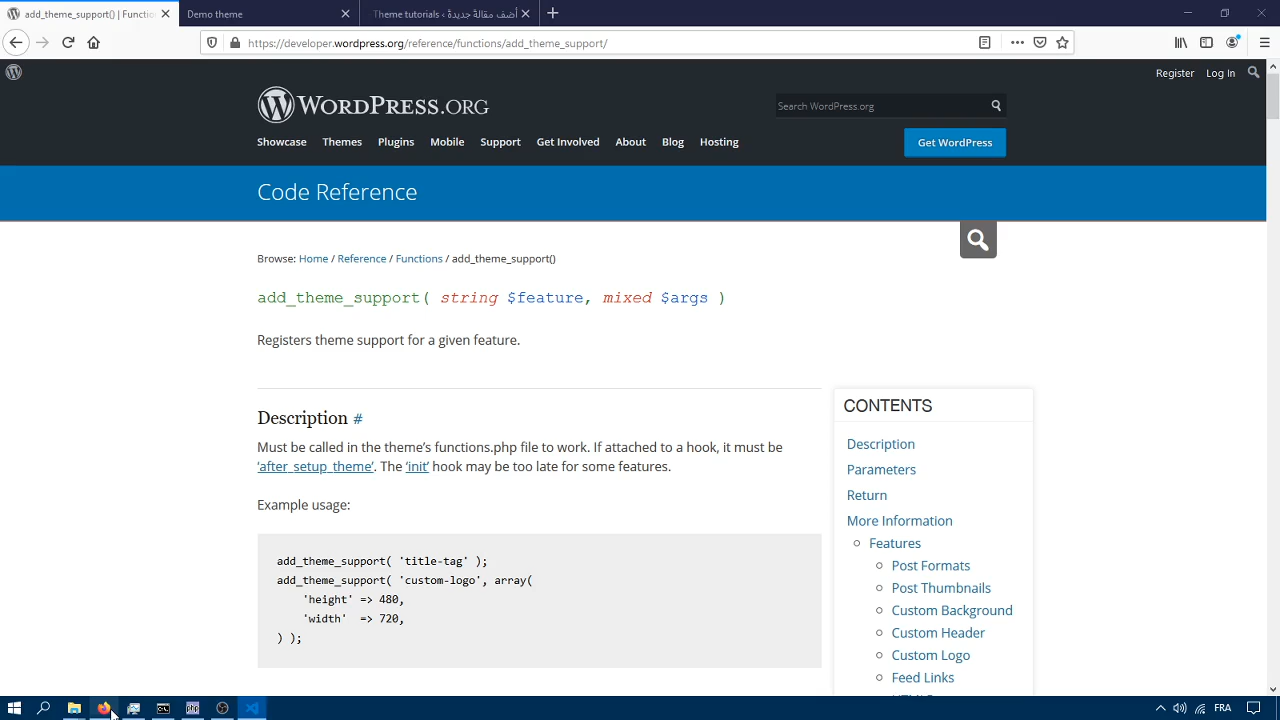 add_theme_support() | Functio
Demo theme
أضف مقالةً جديدةً ‹ Theme tutorials
https://developer.wordpress.org/reference/functions/add_theme_support/
Register
Log In
WORDPRESS.ORG
Search WordPress.org
Showcase
Themes
Plugins
Mobile
Support
Get Involved
About
Blog
Hosting
Get WordPress
Code Reference
Browse: Home / Reference / Functions / add_theme_support()
add_theme_support( string $feature, mixed $args )
Registers theme support for a given feature.
Description #
Must be called in the theme’s functions.php file to work. If attached to a hook, it must be
‘after_setup_theme’. The ‘init’ hook may be too late for some features.
Example usage:
add_theme_support( 'title-tag' );
add_theme_support( 'custom-logo', array(
'height' => 480,
'width' => 720,
) );
CONTENTS
Description
Parameters
Return
More Information
Features
Post Formats
Post Thumbnails
Custom Background
Custom Header
Custom Logo
Feed Links
FRA